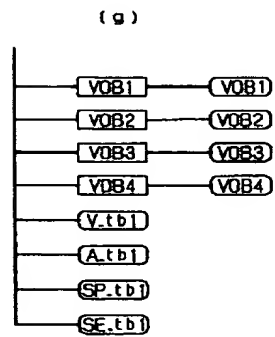 (g)
VOB1 VOB1
VOB2 VOB2
VOB3 VOB3
VOB4 VOB4
V_tbl
A_tbl
SP_tbl
SE_tbl